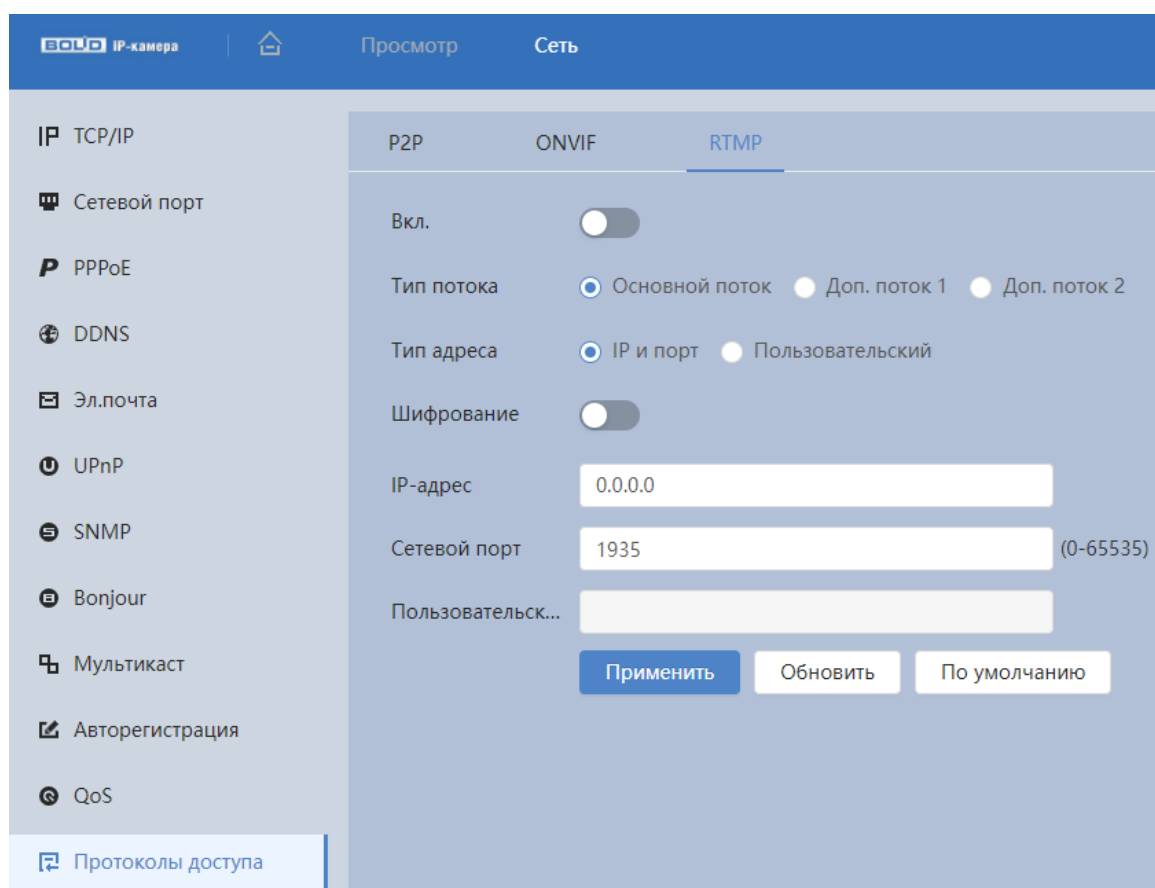 BOLID IP-камера
Просмотр
Сеть
TCP/IP
Сетевой порт
PPPoE
DDNS
Эл.почта
UPnP
SNMP
Bonjour
Мультикаст
Авторегистрация
QoS
Протоколы доступа
P2P
ONVIF
RTMP
Вкл.
Тип потока Основной поток Доп. поток 1 Доп. поток 2
Тип адреса IP и порт Пользовательский
Шифрование
IP-адрес 0.0.0.0
Сетевой порт 1935 (0-65535)
Пользовательск...
Применить Обновить По умолчанию